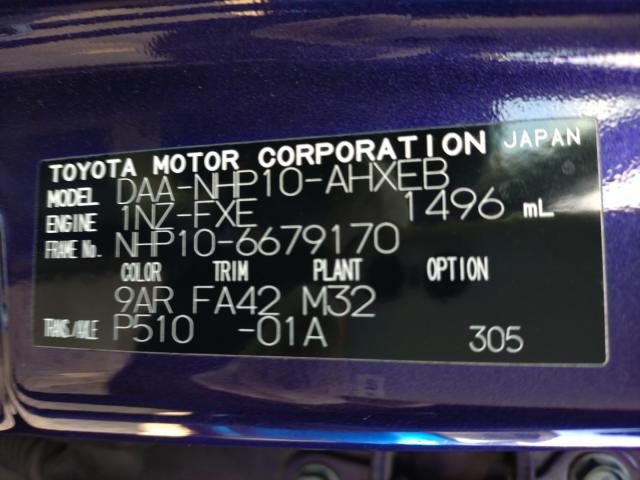 TOYOTA MOTOR CORPORATION JAPAN
MODEL DAA-NHP10-AHXEB
ENGINE 1NZ-FXE 1496 mL
FRAME No. NHP10-6679170
COLOR TRIM PLANT OPTION
9AR FA42 M32
TRANS./AXLE P510 -01A 305